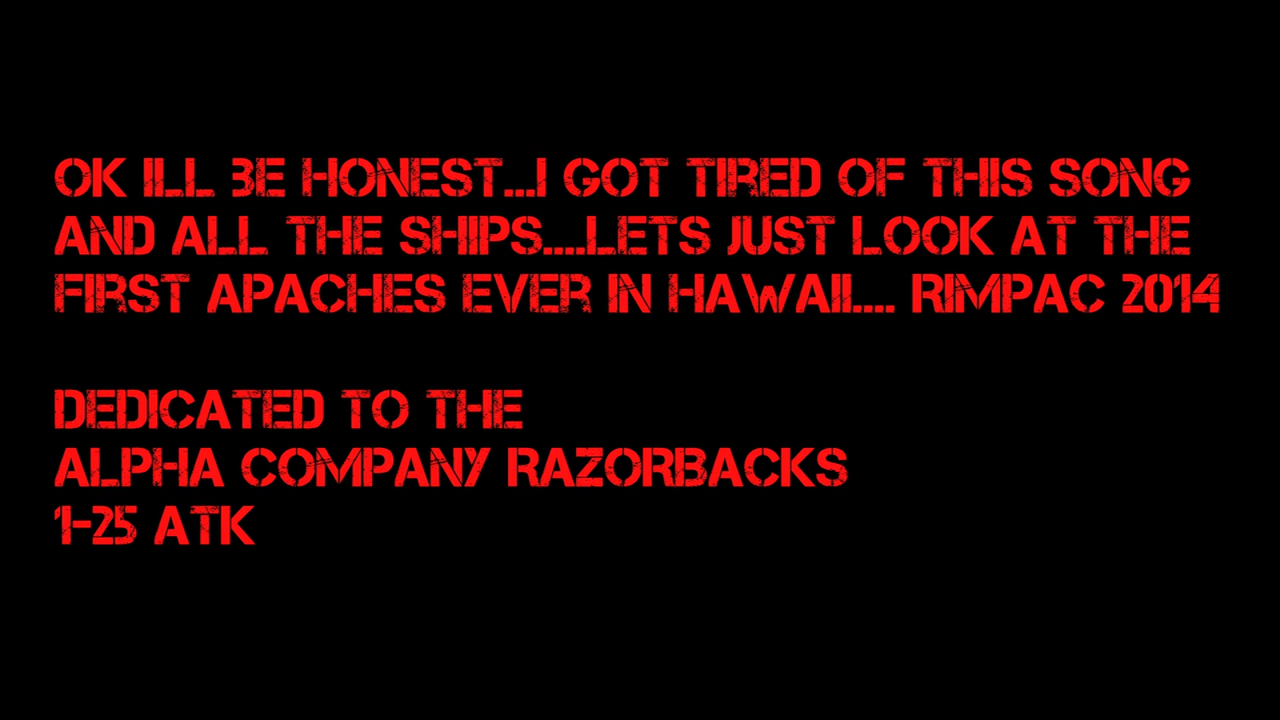 OK ILL BE HONEST...I GOT TIRED OF THIS SONG
AND ALL THE SHIPS....LETS JUST LOOK AT THE
FIRST APACHES EVER IN HAWAII.... RIMPAC 2014
DEDICATED TO THE
ALPHA COMPANY RAZORBACKS
1-25 ATK